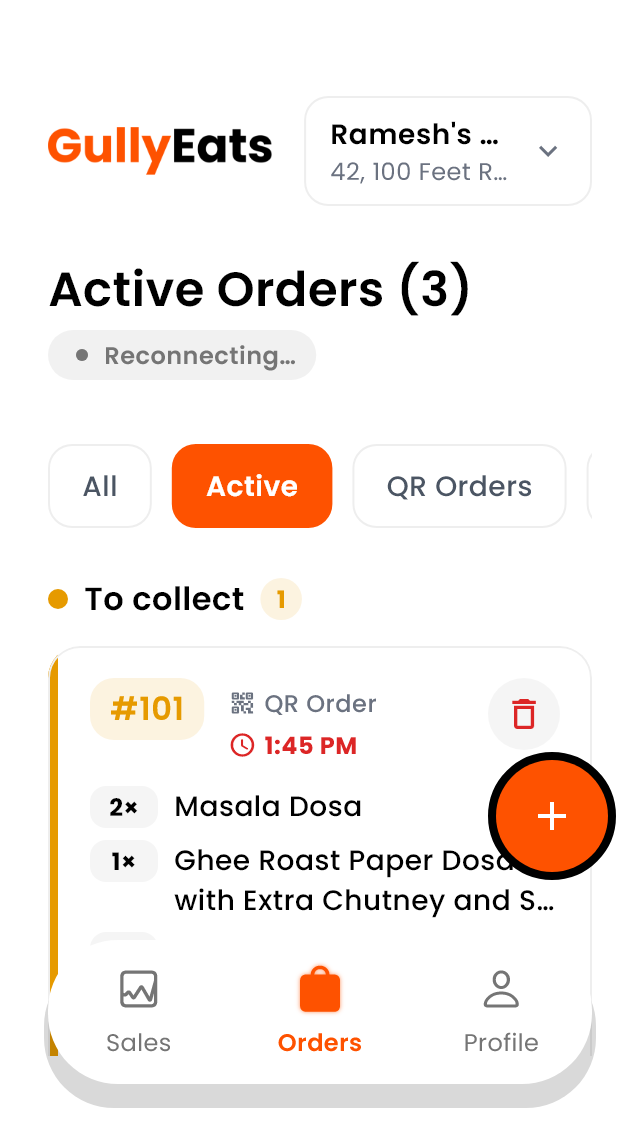 GullyEats
Ramesh's ...
42, 100 Feet R...
Active Orders (3)
Reconnecting...
All
Active
QR Orders
To collect 1
#101
QR Order
1:45 PM
2× Masala Dosa
1× Ghee Roast Paper Dosa
with Extra Chutney and S...
+
Sales
Orders
Profile